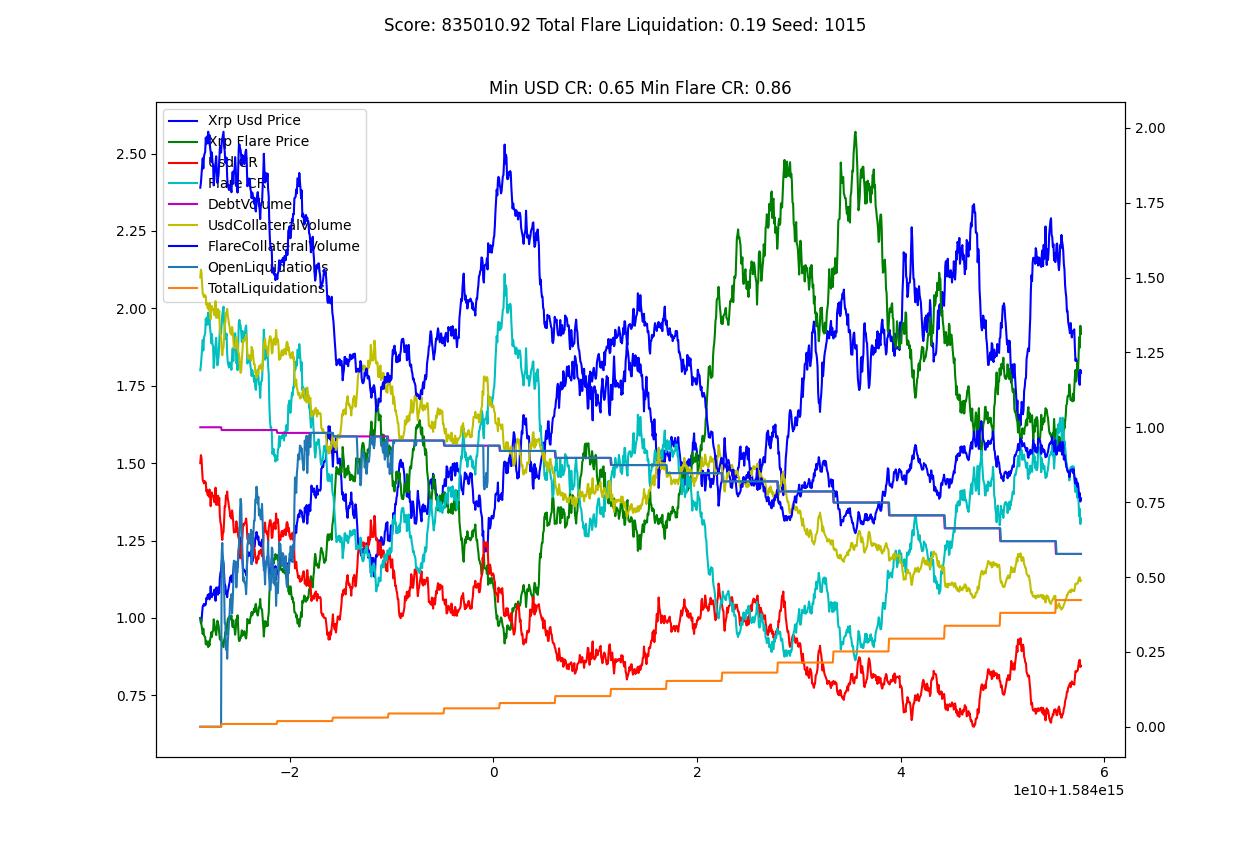 Score: 835010.92 Total Flare Liquidation: 0.19 Seed: 1015
Min USD CR: 0.65 Min Flare CR: 0.86
Xrp Usd Price
Xrp Flare Price
Usd CR
Flare CR
DebtVolume
UsdCollateralVolume
FlareCollateralVolume
OpenLiquidations
TotalLiquidations
2.50
2.25
2.00
1.75
1.50
1.25
1.00
0.75
2.00
1.75
1.50
1.25
1.00
0.75
0.50
0.25
0.00
−2 0 2 4 6
1e10+1.584e15